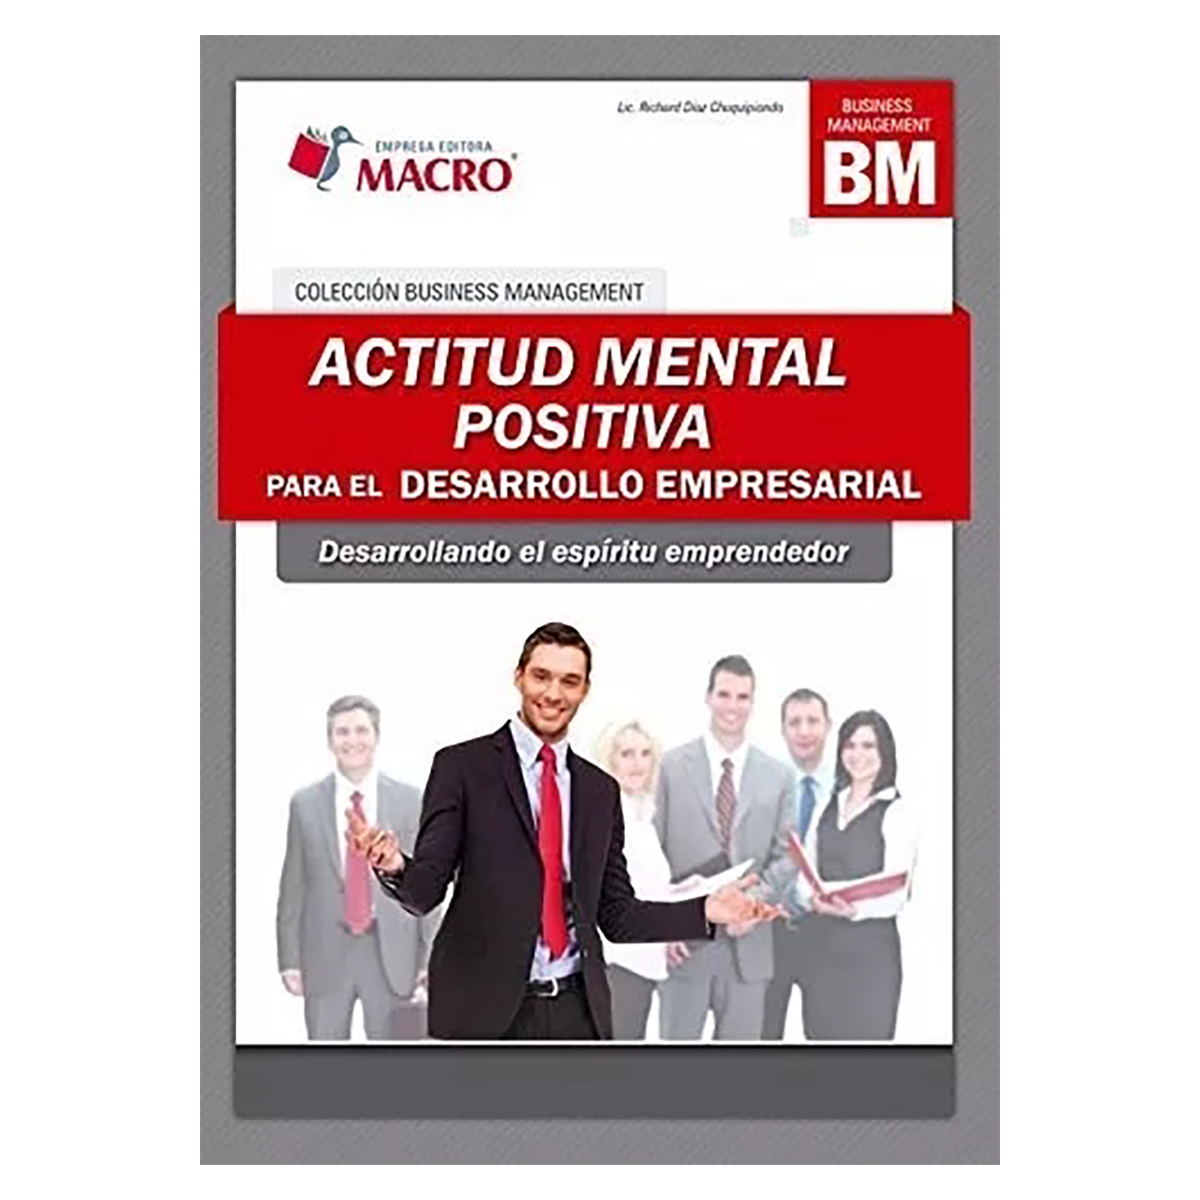 Lic. Richard Díaz Chuquipiondo
BUSINESS
MANAGEMENT
BM
EMPRESA EDITORA
MACRO®
COLECCIÓN BUSINESS MANAGEMENT
ACTITUD MENTAL
POSITIVA
PARA EL DESARROLLO EMPRESARIAL
Desarrollando el espíritu emprendedor